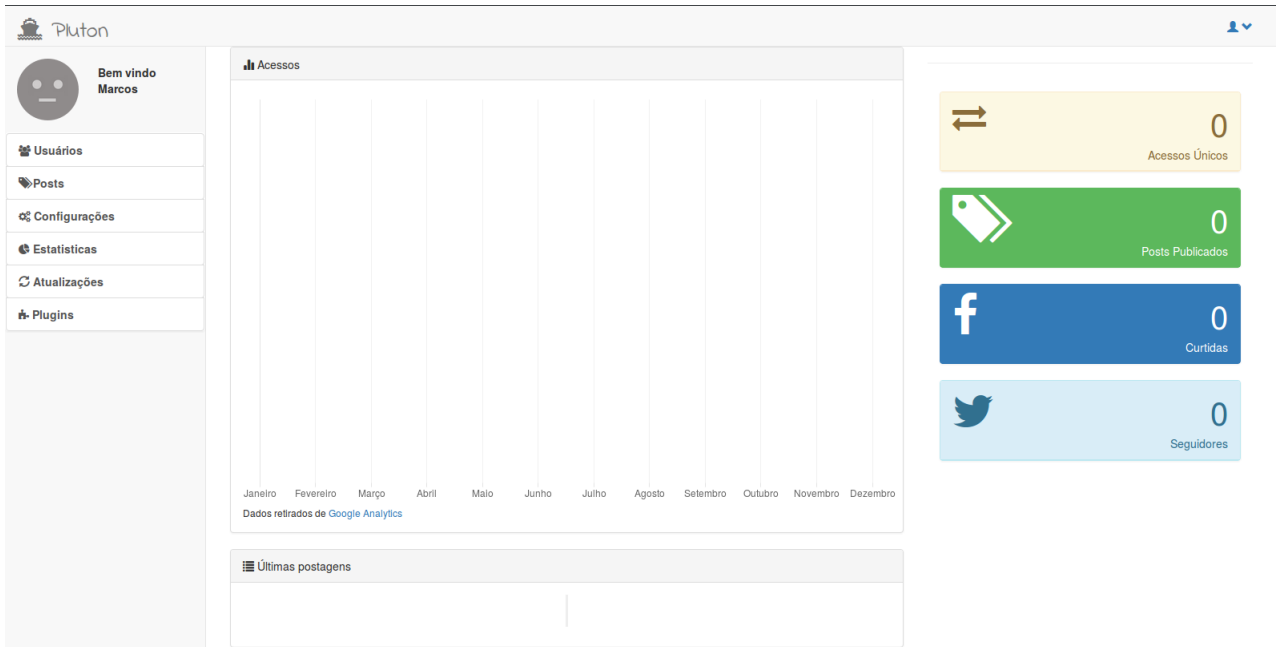 Pluton
Bem vindo
Marcos
Usuários
Posts
Configurações
Estatisticas
Atualizações
Plugins
Acessos
Janeiro Fevereiro Março Abril Maio Junho Julho Agosto Setembro Outubro Novembro Dezembro
Dados retirados de Google Analytics
Últimas postagens
0
Acessos Únicos
0
Posts Publicados
0
Curtidas
0
Seguidores